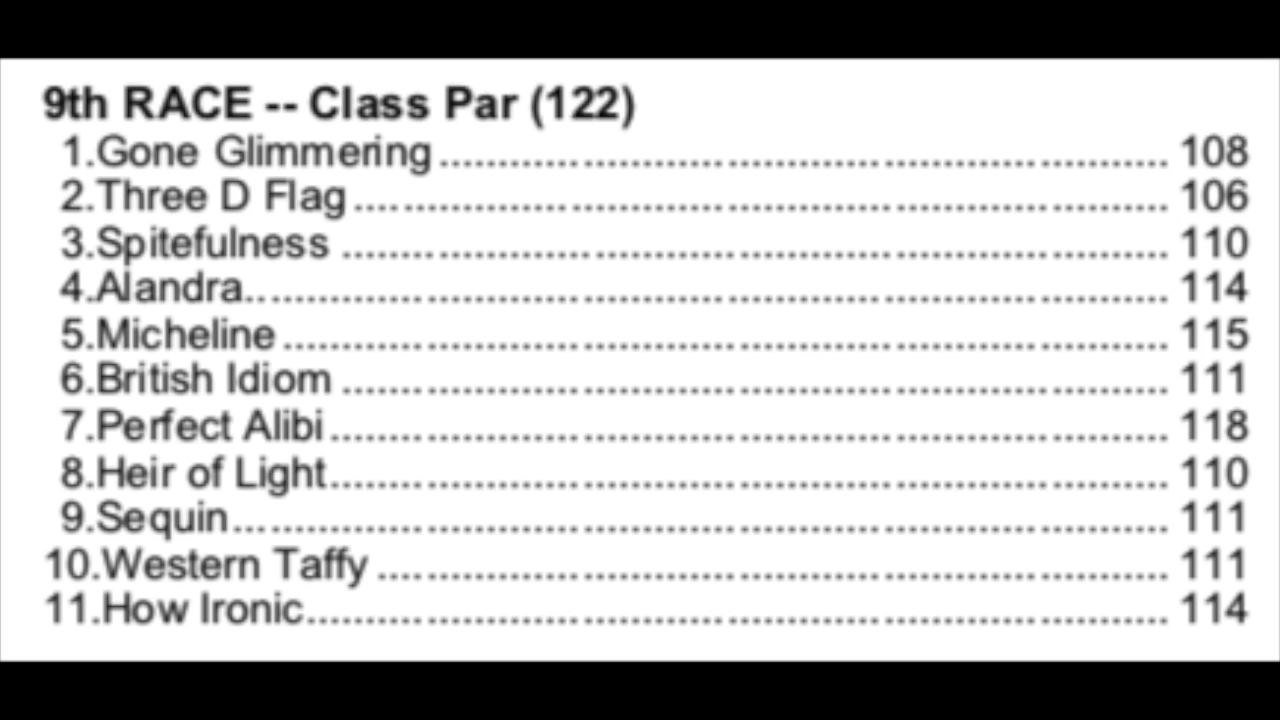 9th RACE -- Class Par (122)
1.Gone Glimmering ........................................................................ 108
2.Three D Flag ................................................................................ 106
3.Spitefulness ................................................................................. 110
4.Alandra.......................................................................................... 114
5.Micheline ...................................................................................... 115
6.British Idiom ................................................................................. 111
7.Perfect Alibi .................................................................................. 118
8.Heir of Light.................................................................................. 110
9.Sequin........................................................................................... 111
10.Western Taffy .............................................................................. 111
11.How Ironic..................................................................................... 114